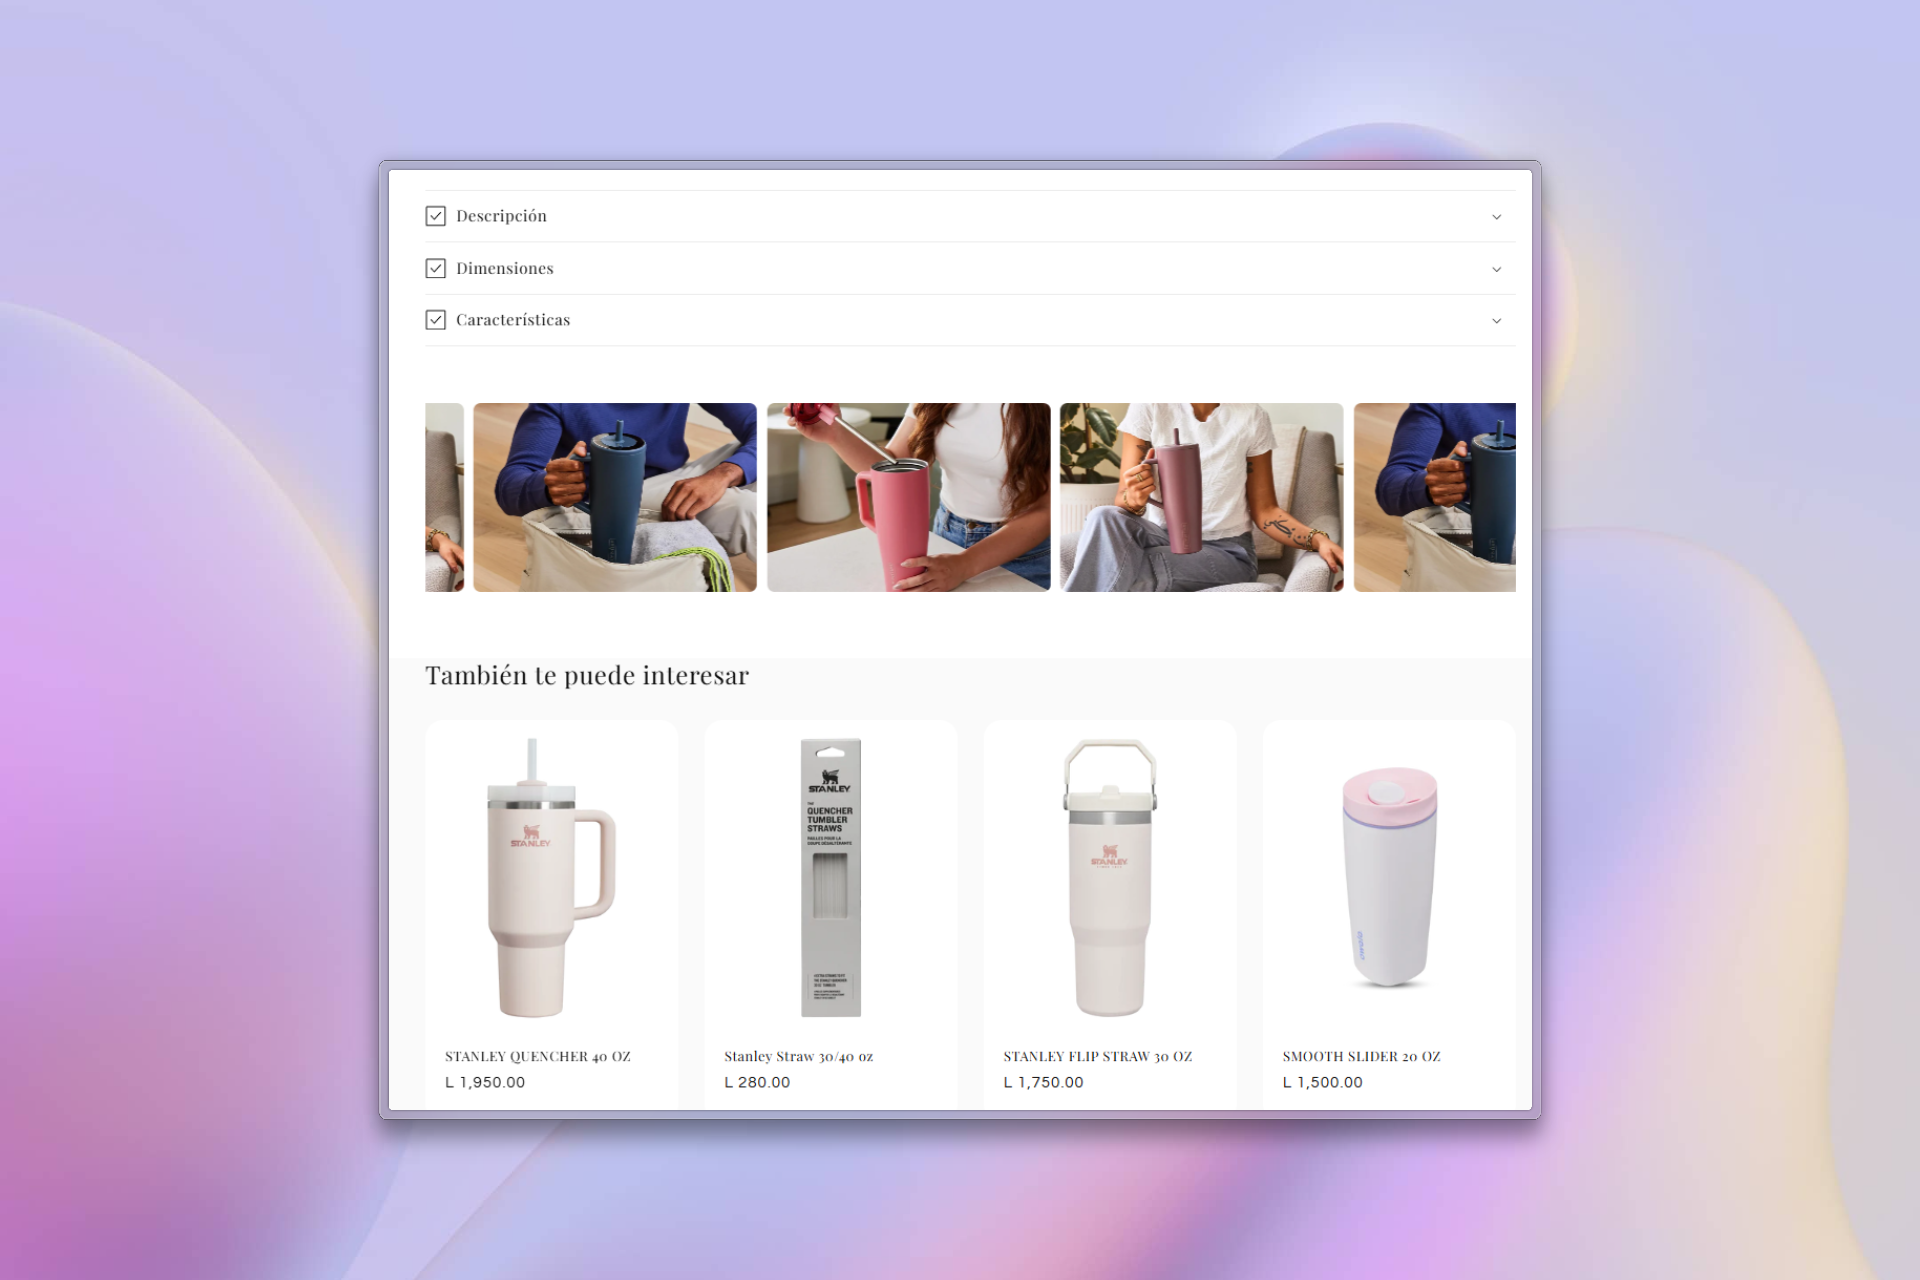 Descripción
Dimensiones
Características
También te puede interesar
STANLEY
STANLEY
QUENCHER
TUMBLER
STRAWS
STANLEY
STANLEY QUENCHER 40 OZ
L 1,950.00
Stanley Straw 30/40 oz
L 280.00
STANLEY FLIP STRAW 30 OZ
L 1,750.00
SMOOTH SLIDER 20 OZ
L 1,500.00